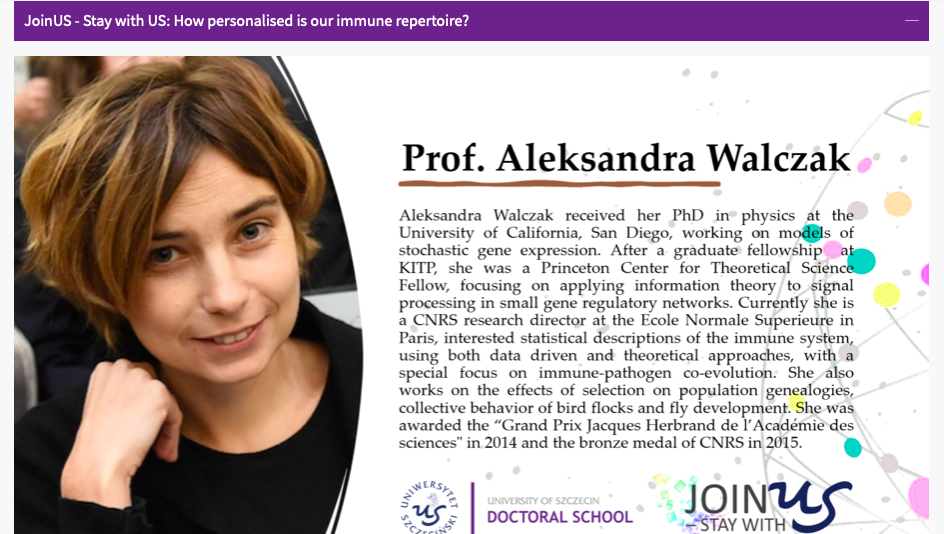 JoinUS - Stay with US: How personalised is our immune repertoire?
Prof. Aleksandra Walczak
Aleksandra Walczak received her PhD in physics at the
University of California, San Diego, working on models of
stochastic gene expression. After a graduate fellowship at
KITP, she was a Princeton Center for Theoretical Science
Fellow, focusing on applying information theory to signal
processing in small gene regulatory networks. Currently she is
a CNRS research director at the Ecole Normale Superieure in
Paris, interested statistical descriptions of the immune system,
using both data driven and theoretical approaches, with a
special focus on immune-pathogen co-evolution. She also
works on the effects of selection on population genealogies,
collective behavior of bird flocks and fly development. She was
awarded the “Grand Prix Jacques Herbrand de l’Académie des
sciences" in 2014 and the bronze medal of CNRS in 2015.
UNIWERSYTET
US
SZCZECIŃSKI
UNIVERSITY OF SZCZECIN
DOCTORAL SCHOOL
JOIN US
– STAY WITH